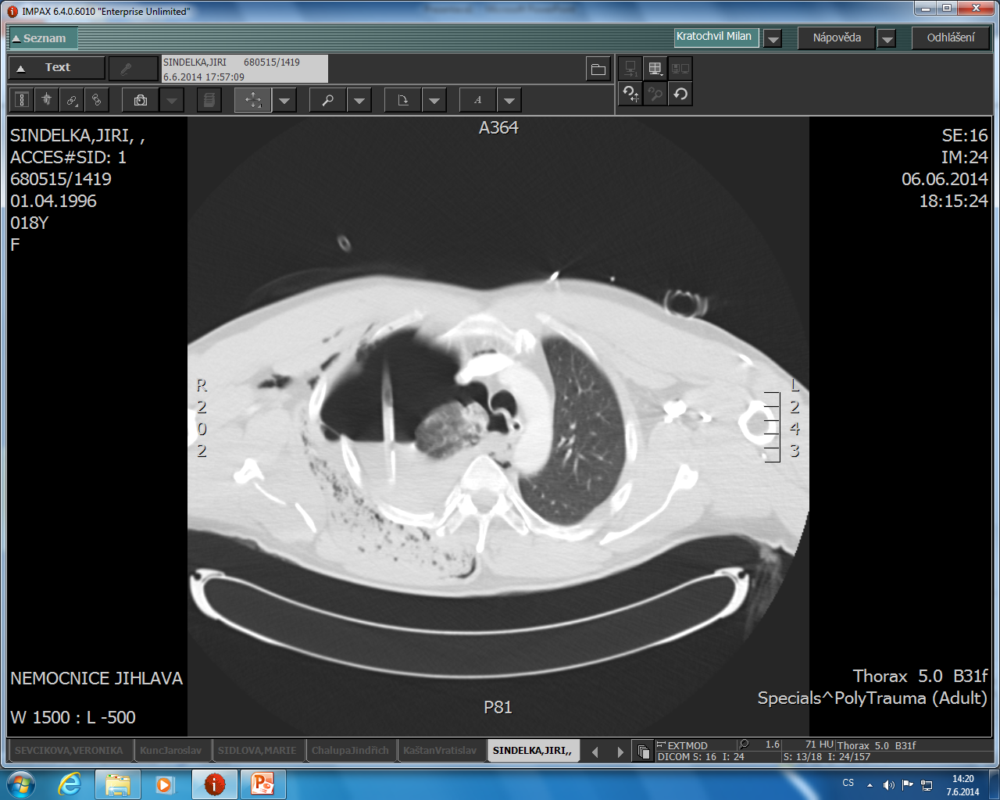 IMPAX 6.4.0.6010 "Enterprise Unlimited"
Seznam
Kratochvil Milan
Nápověda
Odhlášení
Text
SINDELKA,JIRI 680515/1419
6.6.2014 17:57:09
A
A364
SINDELKA,JIRI, ,
ACCES#SID: 1
680515/1419
01.04.1996
018Y
F
SE:16
IM:24
06.06.2014
18:15:24
R
2
0
2
L
2
4
3
NEMOCNICE JIHLAVA
W 1500 : L -500
P81
Thorax 5.0 B31f
Specials^PolyTrauma (Adult)
SEVCIKOVA,VERONIKA
KuncJaroslav
SIDLOVA,MARIE
ChalupaJindřich
KaštanVratislav
SINDELKA,JIRI,,
EXTMOD 1.6 71 HU Thorax 5.0 B31f
DICOM S: 16 I: 24 S: 13/18 I: 24/157
CS
14:20
7.6.2014